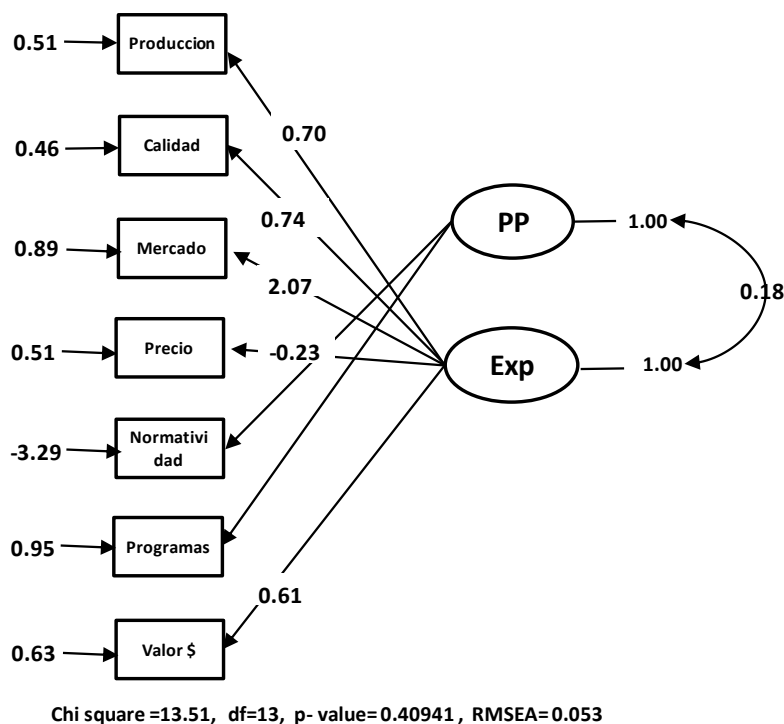 0.51
Produccion
0.70
0.46
Calidad
0.74
PP
1.00
0.89
Mercado
2.07
0.18
0.51
Precio
-0.23
Exp
1.00
-3.29
Normativi
dad
0.95
Programas
0.61
0.63
Valor $
Chi square =13.51, df=13, p- value=0.40941 , RMSEA=0.053